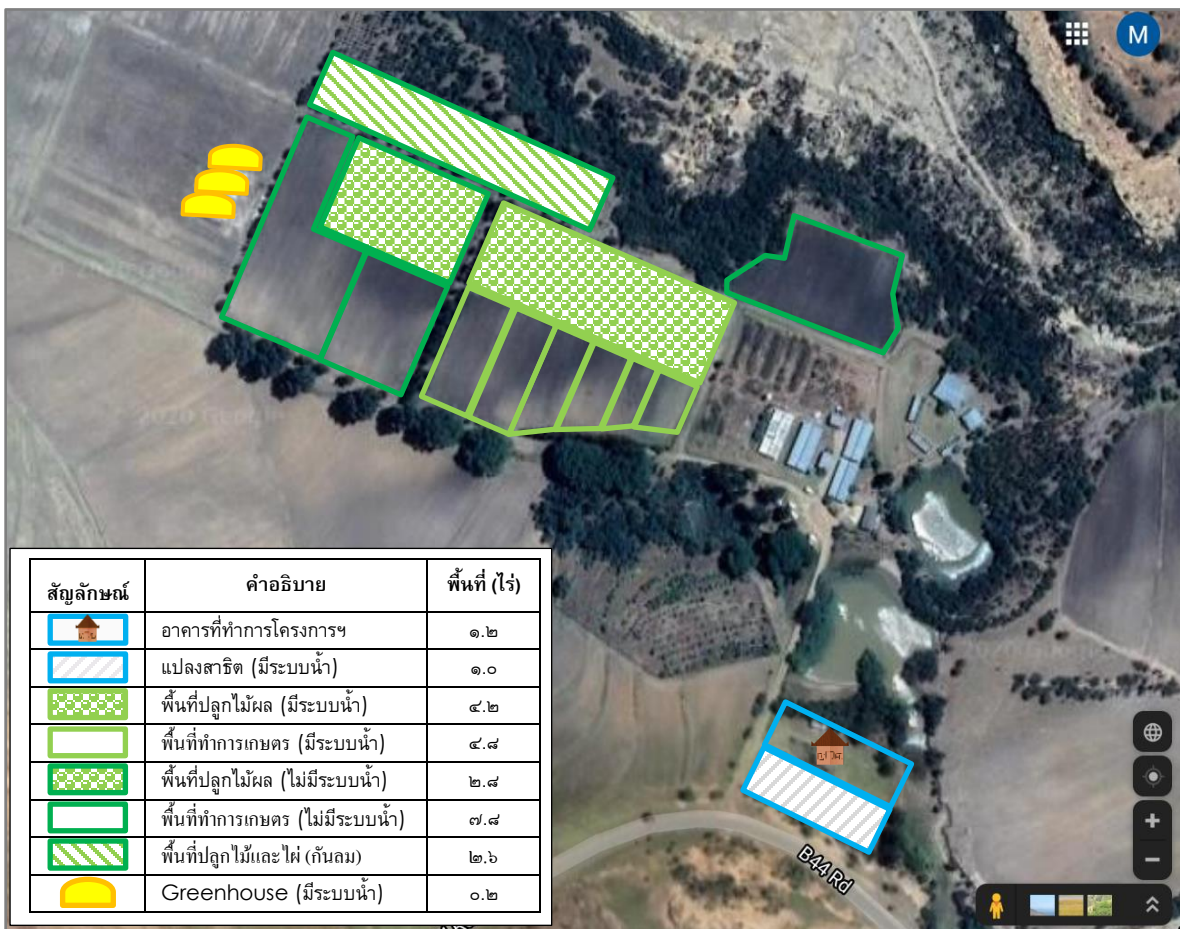 M
B44 Rd
สัญลักษณ์ คำอธิบาย พื้นที่ (ไร่)
อาคารที่ทำการโครงการฯ ๑.๒
แปลงสาธิต (มีระบบน้ำ) ๑.๐
พื้นที่ปลูกไม้ผล (มีระบบน้ำ) ๔.๒
พื้นที่ทำการเกษตร (มีระบบน้ำ) ๔.๘
พื้นที่ปลูกไม้ผล (ไม่มีระบบน้ำ) ๒.๘
พื้นที่ทำการเกษตร (ไม่มีระบบน้ำ) ๗.๘
พื้นที่ปลูกไม้และไผ่ (กันลม) ๒.๖
Greenhouse (มีระบบน้ำ) ๐.๒